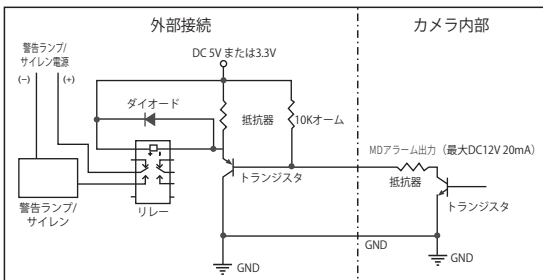 外部接続
カメラ内部
警告ランプ/
サイレン電源
(−)
(+)
DC 5V または3.3V
ダイオード
抵抗器
10Kオーム
MDアラーム出力（最大DC12V 20mA）
抵抗器
トランジスタ
トランジスタ
警告ランプ/
サイレン
リレー
GND
GND
GND